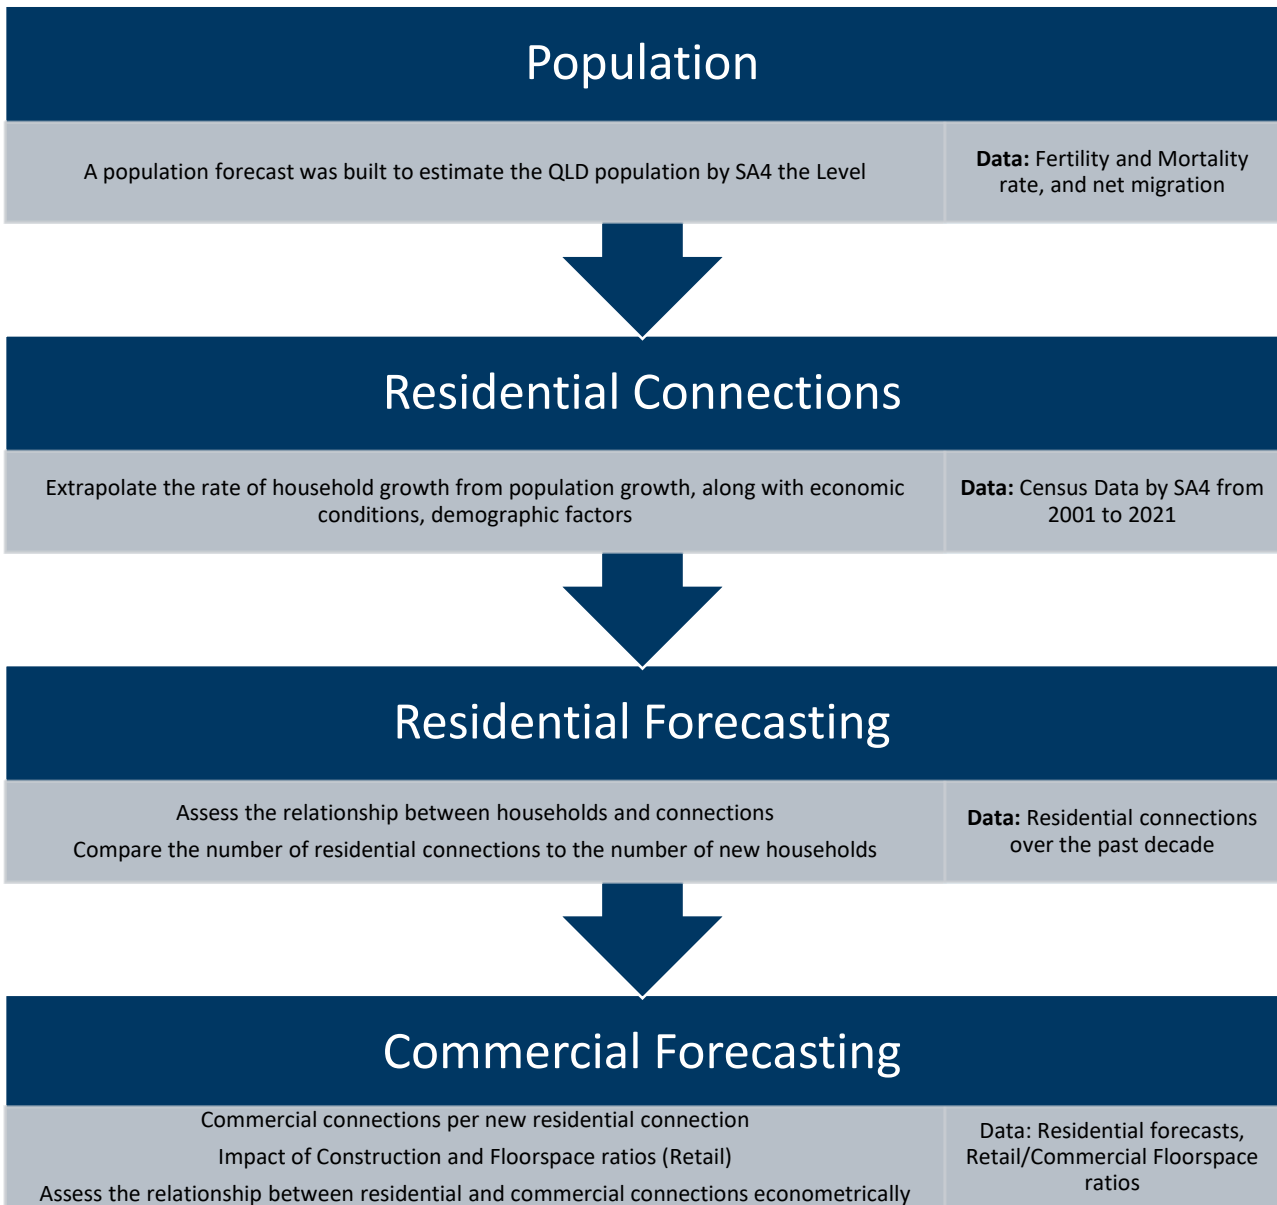 Population
A population forecast was built to estimate the QLD population by SA4 the Level
Data: Fertility and Mortality
rate, and net migration
Residential Connections
Extrapolate the rate of household growth from population growth, along with economic
conditions, demographic factors
Data: Census Data by SA4 from
2001 to 2021
Residential Forecasting
Assess the relationship between households and connections
Compare the number of residential connections to the number of new households
Data: Residential connections
over the past decade
Commercial Forecasting
Commercial connections per new residential connection
Impact of Construction and Floorspace ratios (Retail)
Assess the relationship between residential and commercial connections econometrically
Data: Residential forecasts,
Retail/Commercial Floorspace
ratios